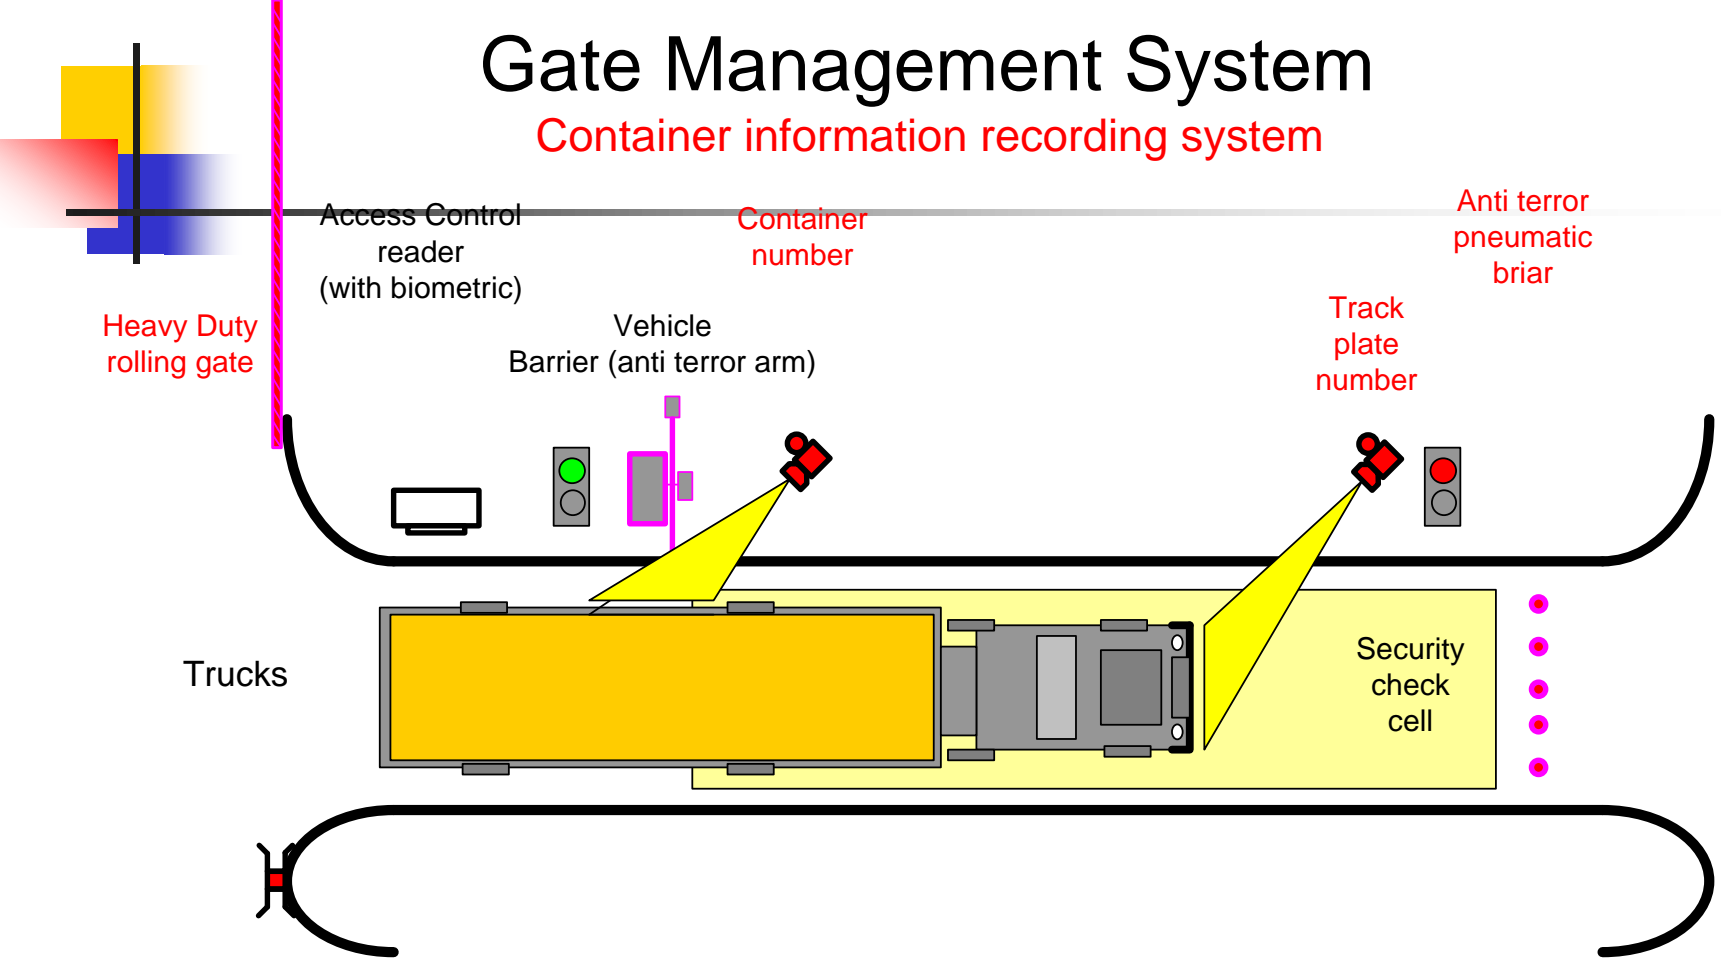 Gate Management System
Container information recording system
Access Control
reader
(with biometric)
Container
number
Anti terror
pneumatic
briar
Heavy Duty
rolling gate
Vehicle
Barrier (anti terror arm)
Track
plate
number
Trucks
Security
check
cell